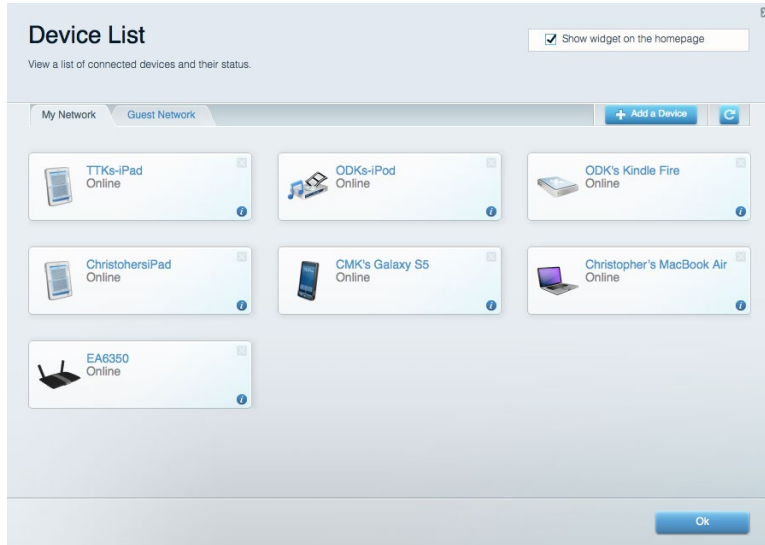 Device List
Show widget on the homepage
View a list of connected devices and their status.
My Network
Guest Network
Add a Device
TTKs-iPad
Online
ODKs-iPod
Online
ODK's Kindle Fire
Online
ChristohersiPad
Online
CMK's Galaxy S5
Online
Christopher's MacBook Air
Online
EA6350
Online
Ok